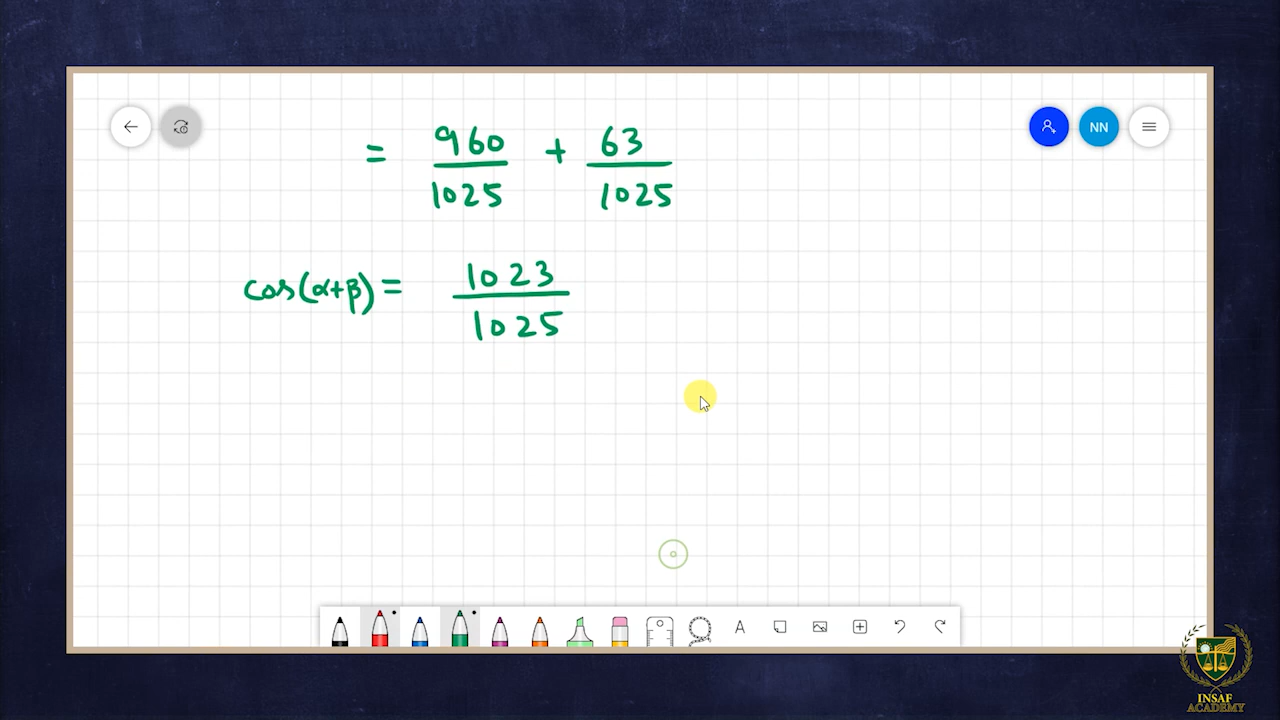 = 960/1025 + 63/1025
cos(α+β) = 1023/1025
NN
A
INSAF
ACADEMY